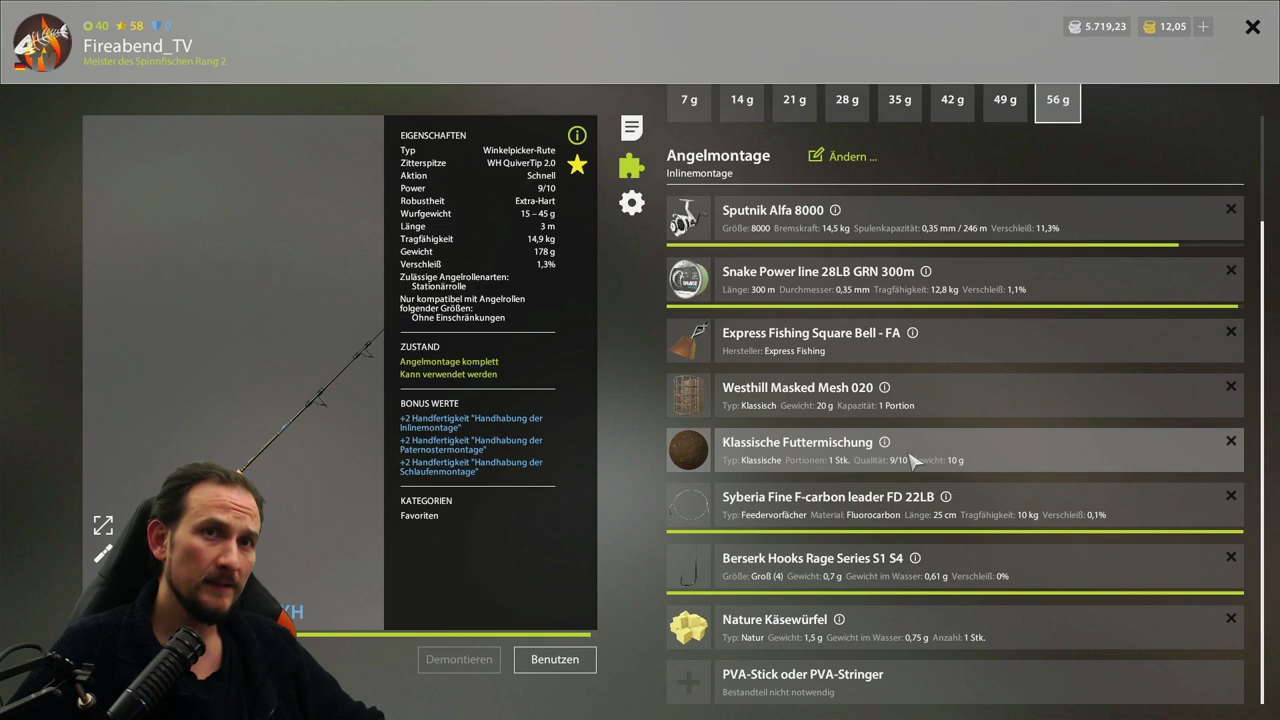 40 58 0
Fireabend_TV
Meister des Spinnfischen Rang 2
5.719,23 12,05 +
7 g 14 g 21 g 28 g 35 g 42 g 49 g 56 g
EIGENSCHAFTEN
Typ Winkelpicker-Rute
Zitterspitze WH QuiverTip 2.0
Aktion Schnell
Power 9/10
Robustheit Extra-Hart
Wurfgewicht 15 – 45 g
Länge 3 m
Tragfähigkeit 14,9 kg
Gewicht 178 g
Verschleiß 1,3%
Zulässige Angelrollenarten:
Stationärrolle
Nur kompatibel mit Angelrollen
folgender Größen:
Ohne Einschränkungen
ZUSTAND
Angelmontage komplett
Kann verwendet werden
BONUS WERTE
+2 Handfertigkeit "Handhabung der
Inlinemontage"
+2 Handfertigkeit "Handhabung der
Paternostermontage"
+2 Handfertigkeit "Handhabung der
Schlaufenmontage"
KATEGORIEN
Favoriten
Demontieren Benutzen
Angelmontage Ändern ...
Inlinemontage
Sputnik Alfa 8000
Größe: 8000 Bremskraft: 14,5 kg Spulenkapazität: 0,35 mm / 246 m Verschleiß: 11,3%
Snake Power line 28LB GRN 300m
Länge: 300 m Durchmesser: 0,35 mm Tragfähigkeit: 12,8 kg Verschleiß: 1,1%
Express Fishing Square Bell - FA
Hersteller: Express Fishing
Westhill Masked Mesh 020
Typ: Klassisch Gewicht: 20 g Kapazität: 1 Portion
Klassische Futtermischung
Typ: Klassische Portionen: 1 Stk. Qualität: 9/10 wicht: 10 g
Syberia Fine F-carbon leader FD 22LB
Typ: Feedervorfächer Material: Fluorocarbon Länge: 25 cm Tragfähigkeit: 10 kg Verschleiß: 0,1%
Berserk Hooks Rage Series S1 S4
Größe: Groß (4) Gewicht: 0,7 g Gewicht im Wasser: 0,61 g Verschleiß: 0%
Nature Käsewürfel
Typ: Natur Gewicht: 1,5 g Gewicht im Wasser: 0,75 g Anzahl: 1 Stk.
PVA-Stick oder PVA-Stringer
Bestandteil nicht notwendig